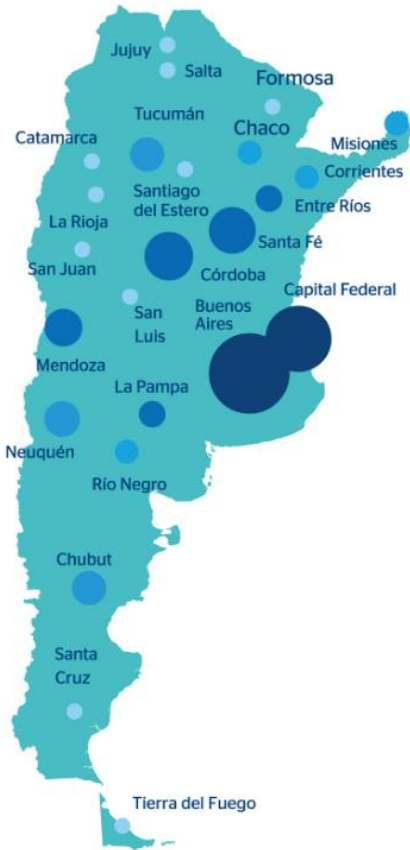 Jujuy
Salta
Formosa
Tucumán
Chaco
Catamarca
Misiones
Corrientes
Santiago
del Estero
Entre Ríos
La Rioja
Santa Fé
San Juan
Córdoba
Capital Federal
San
Luis
Buenos
Aires
Mendoza
La Pampa
Neuquén
Río Negro
Chubut
Santa
Cruz
Tierra del Fuego